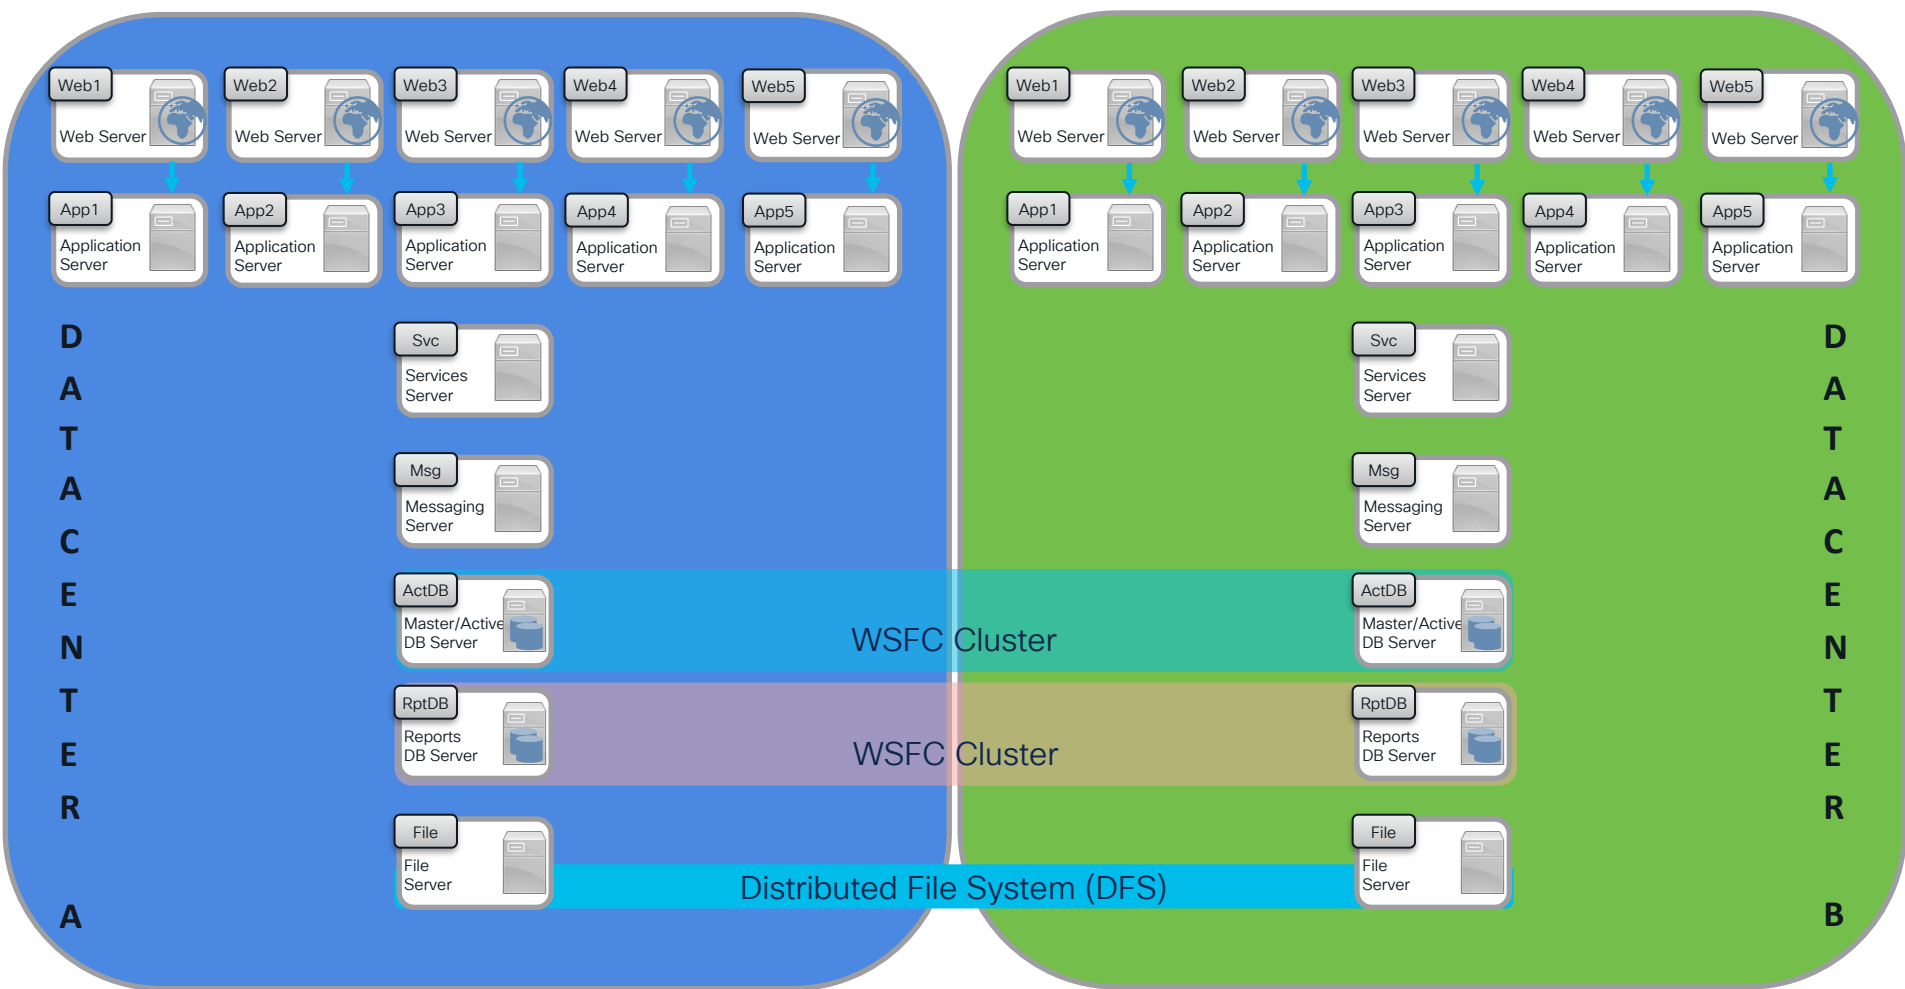 Web1
Web Server
Web2
Web Server
Web3
Web Server
Web4
Web Server
Web5
Web Server
App1
Application
Server
App2
Application
Server
App3
Application
Server
App4
Application
Server
App5
Application
Server
Svc
Services
Server
Msg
Messaging
Server
ActDB
Master/Active
DB Server
RptDB
Reports
DB Server
File
File
Server
D
A
T
A
C
E
N
T
E
R
A
WSFC Cluster
WSFC Cluster
Distributed File System (DFS)
Web1
Web Server
Web2
Web Server
Web3
Web Server
Web4
Web Server
Web5
Web Server
App1
Application
Server
App2
Application
Server
App3
Application
Server
App4
Application
Server
App5
Application
Server
Svc
Services
Server
Msg
Messaging
Server
ActDB
Master/Active
DB Server
RptDB
Reports
DB Server
File
File
Server
D
A
T
A
C
E
N
T
E
R
B